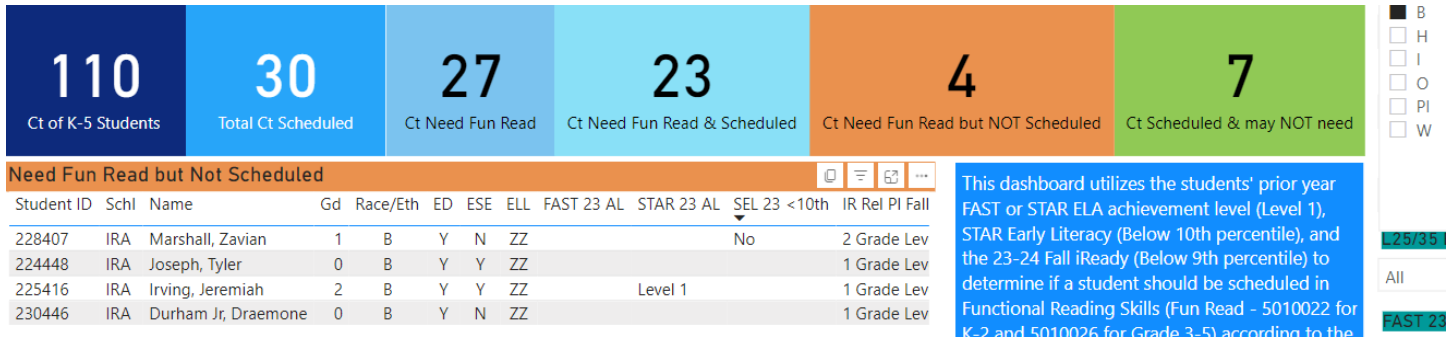 110
Ct of K-5 Students
30
Total Ct Scheduled
27
Ct Need Fun Read
23
Ct Need Fun Read & Scheduled
4
Ct Need Fun Read but NOT Scheduled
7
Ct Scheduled & may NOT need
B
H
I
O
PI
W
Need Fun Read but Not Scheduled
Student ID Schl Name Gd Race/Eth ED ESE ELL FAST 23 AL STAR 23 AL SEL 23 <10th IR Rel Pl Fall
228407 IRA Marshall, Zavian 1 B Y N ZZ No 2 Grade Lev
224448 IRA Joseph, Tyler 0 B Y Y ZZ 1 Grade Lev
225416 IRA Irving, Jeremiah 2 B Y Y ZZ Level 1 1 Grade Lev
230446 IRA Durham Jr, Draemone 0 B Y N ZZ 1 Grade Lev
This dashboard utilizes the students' prior year
FAST or STAR ELA achievement level (Level 1),
STAR Early Literacy (Below 10th percentile), and
the 23-24 Fall iReady (Below 9th percentile) to
determine if a student should be scheduled in
Functional Reading Skills (Fun Read - 5010022 for
K-2 and 5010026 for Grade 3-5) according to the
L25/35
All
FAST 23